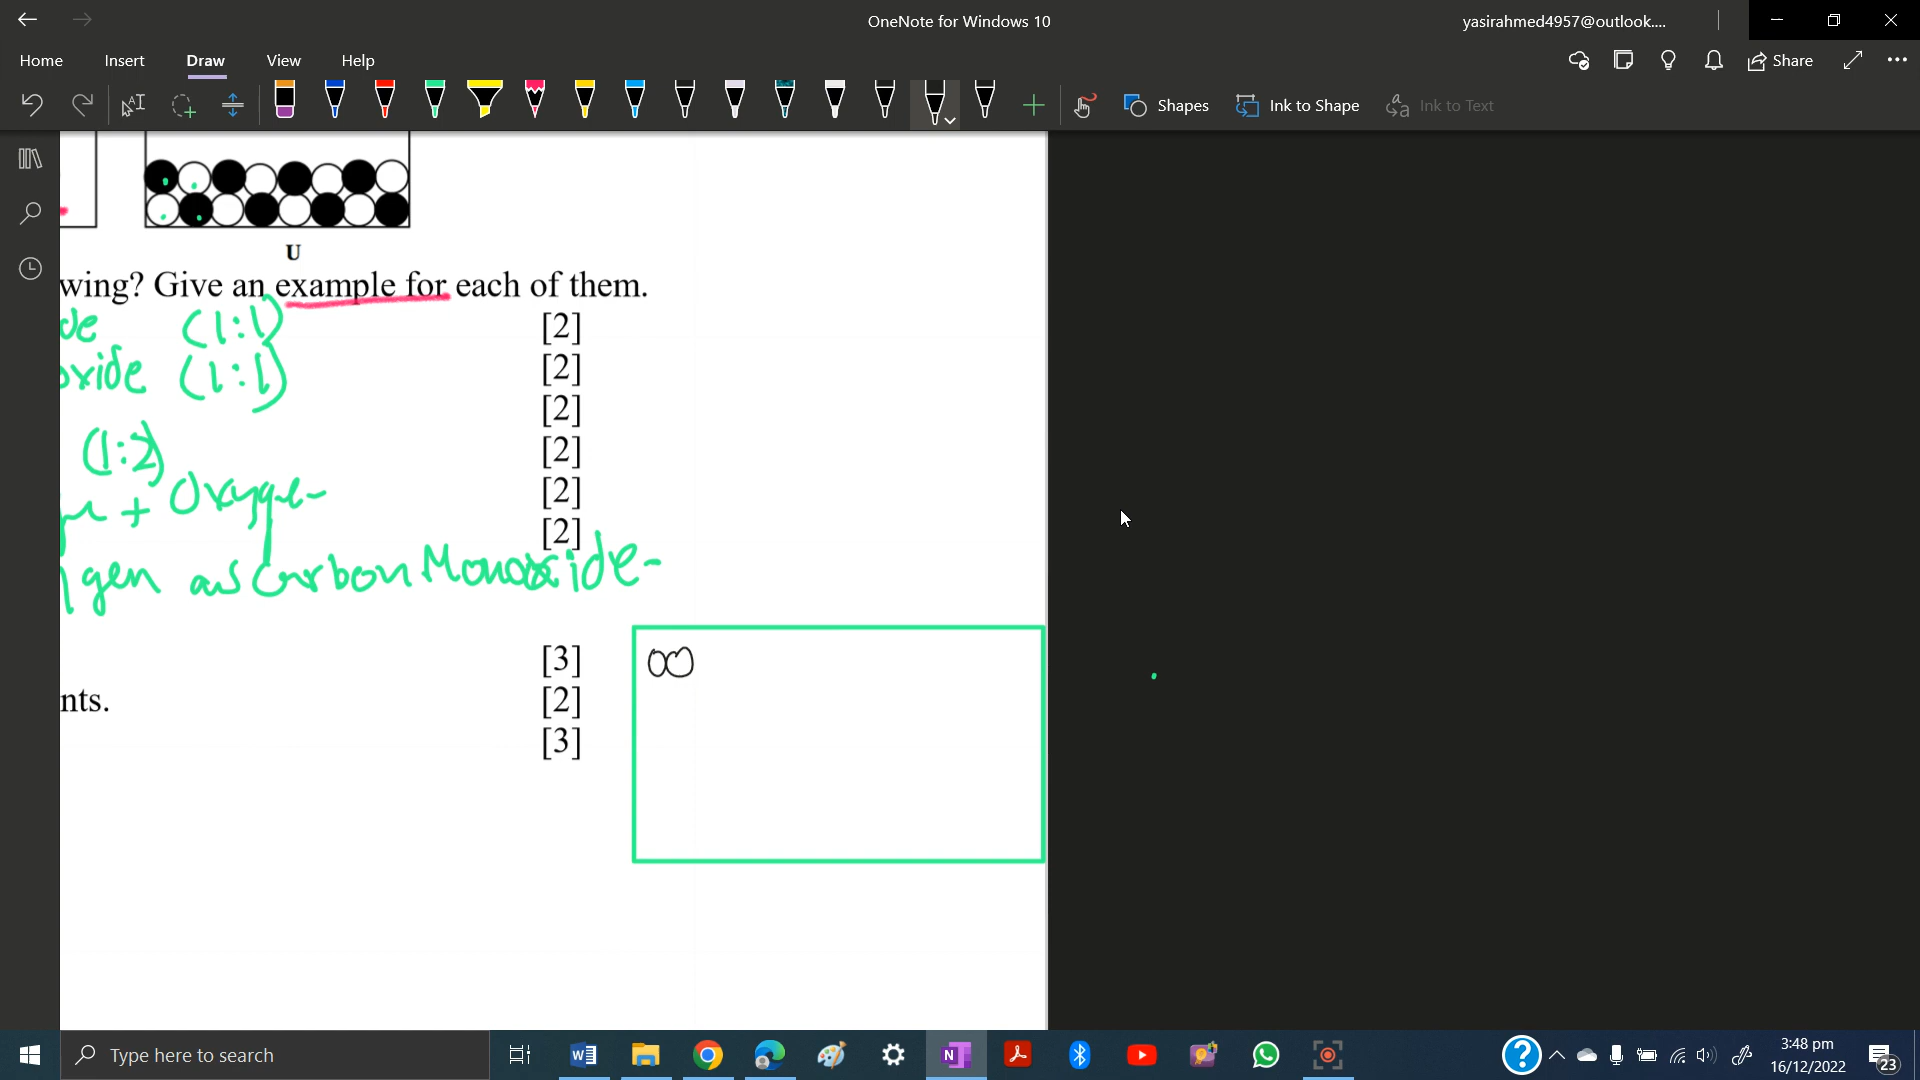 OneNote for Windows 10
yasirahmed4957@outlook....
Home Insert Draw View Help
Share
Shapes Ink to Shape Ink to Text
U
wing? Give an example for each of them.
de (1:1) [2]
oxide (1:1) [2]
[2]
(1:2) [2]
+ Oxygen [2]
[2]
gen as Carbon Monoxide
[3]
nts. [2]
[3]
Type here to search
3:48 pm
16/12/2022
23